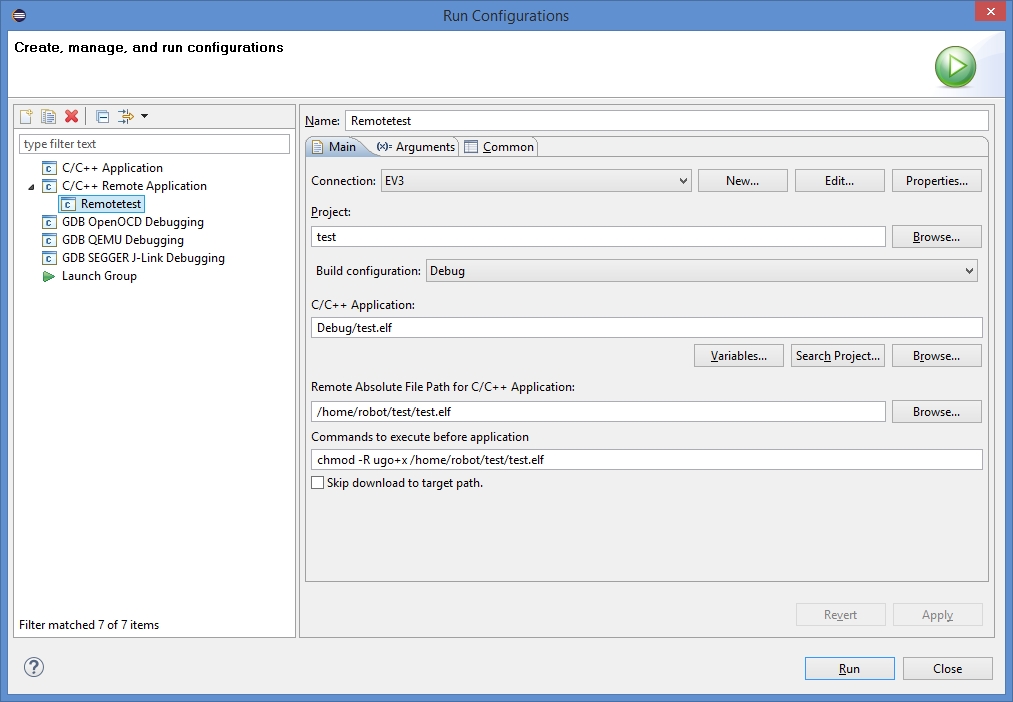 Run Configurations
Create, manage, and run configurations
type filter text
C/C++ Application
C/C++ Remote Application
Remotetest
GDB OpenOCD Debugging
GDB QEMU Debugging
GDB SEGGER J-Link Debugging
Launch Group
Filter matched 7 of 7 items
Name: Remotetest
Main (x)= Arguments Common
Connection: EV3 New... Edit... Properties...
Project:
test Browse...
Build configuration: Debug
C/C++ Application:
Debug/test.elf
Variables... Search Project... Browse...
Remote Absolute File Path for C/C++ Application:
/home/robot/test/test.elf Browse...
Commands to execute before application
chmod -R ugo+x /home/robot/test/test.elf
Skip download to target path.
Revert Apply
? Run Close